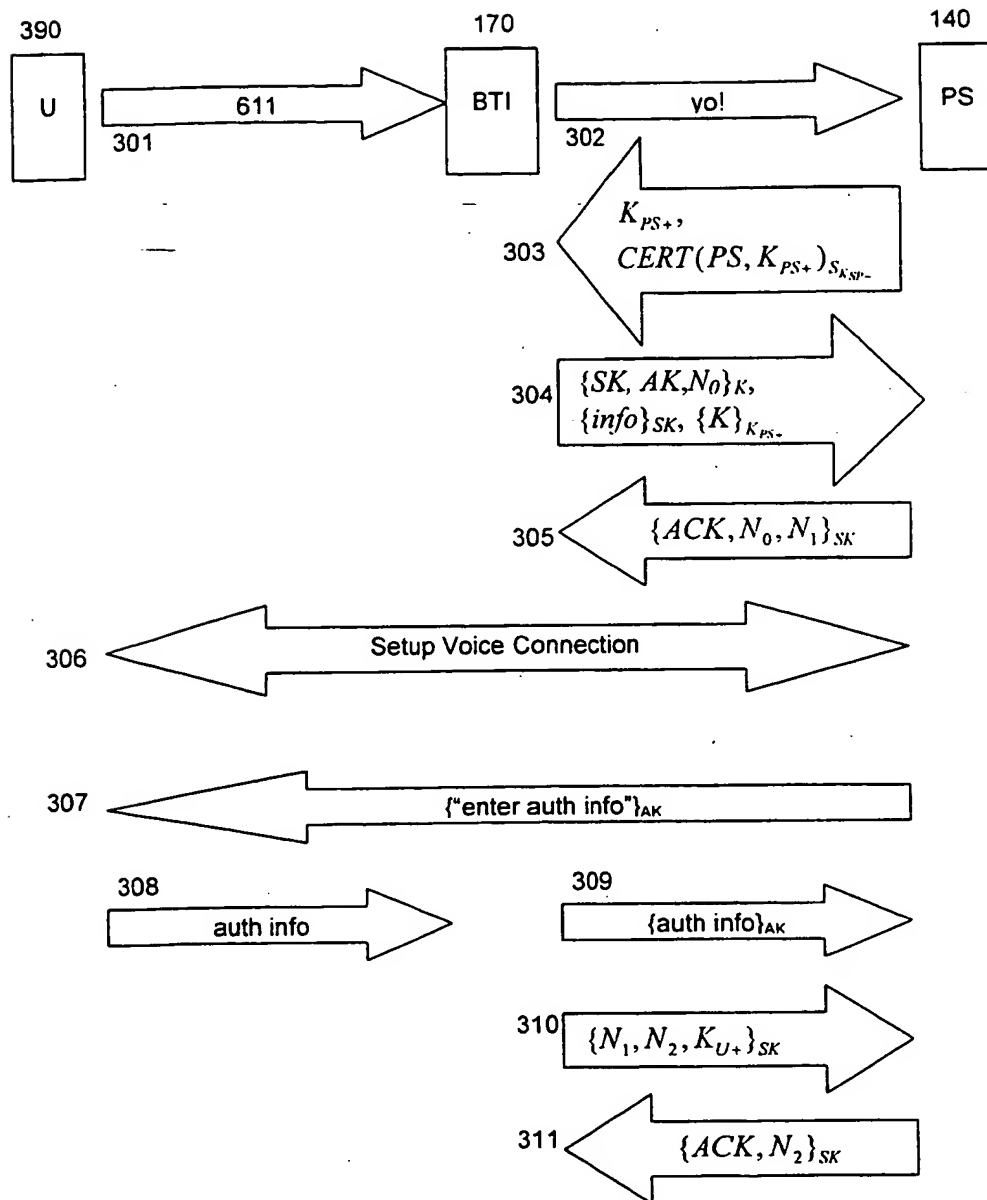 390 170 140
U 611 BTI yo! PS
301 302
303 K_{PS+},
CERT(PS, K_{PS+})_{S_{KSP-}}
304 {SK, AK, N_0}_K,
{info}_{SK}, {K}_{K_{PS+}}
305 {ACK, N_0, N_1}_{SK}
306 Setup Voice Connection
307 {“enter auth info”}_{AK}
308 309
auth info {auth info}_{AK}
310 {N_1, N_2, K_{U+}}_{SK}
311 {ACK, N_2}_{SK}